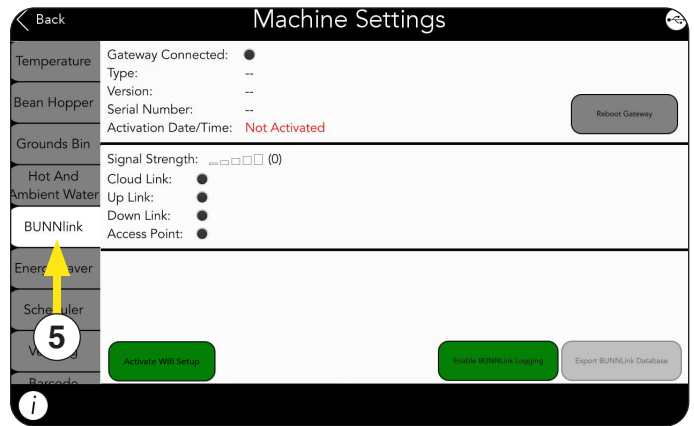 Back
Machine Settings
Temperature
Bean Hopper
Grounds Bin
Hot And
Ambient Water
BUNNlink
Scheduler
Barcode
Gateway Connected:
Type: --
Version: --
Serial Number: --
Activation Date/Time: Not Activated
Reboot Gateway
Signal Strength: (0)
Cloud Link:
Up Link:
Down Link:
Access Point:
5
Activate Wifi Setup
Enable BUNNLink Logging
Export BUNNLink Database
i